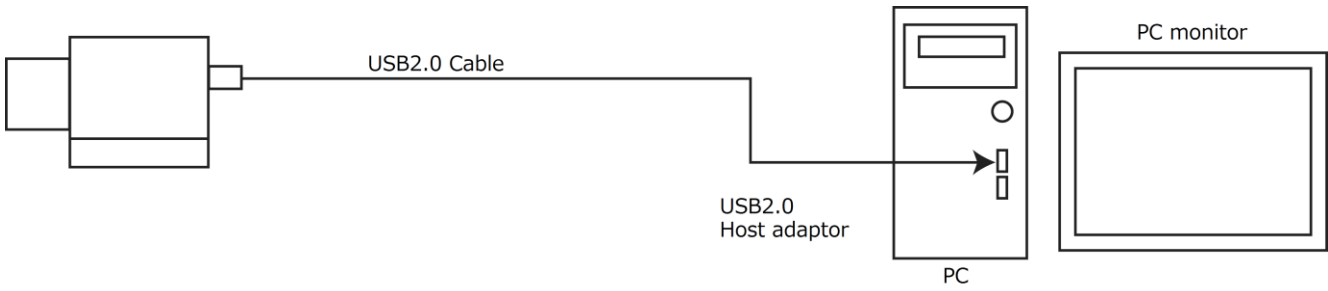 PC monitor
USB2.0 Cable
USB2.0
Host adaptor
PC